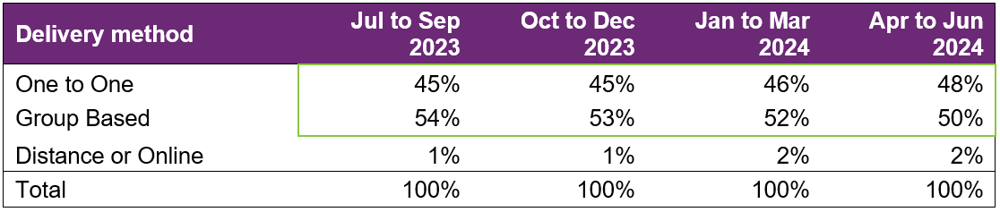 Delivery method Jul to Sep 2023 Oct to Dec 2023 Jan to Mar 2024 Apr to Jun 2024
One to One 45% 45% 46% 48%
Group Based 54% 53% 52% 50%
Distance or Online 1% 1% 2% 2%
Total 100% 100% 100% 100%